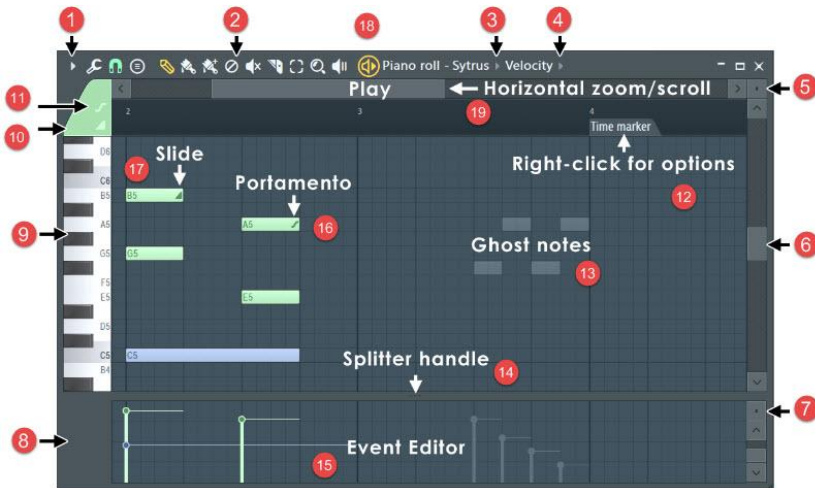 1
2
18
3
4
Piano roll - Sytrus
Velocity
Play
Horizontal zoom/scroll
5
11
2
3
19
4
Time marker
10
D6
Slide
Right-click for options
17
C6
B5
B5
Portamento
12
9
A5
A5
16
Ghost notes
6
G5
G5
13
F5
E5
E5
D5
Splitter handle
C5
C5
14
B4
7
8
Event Editor
15